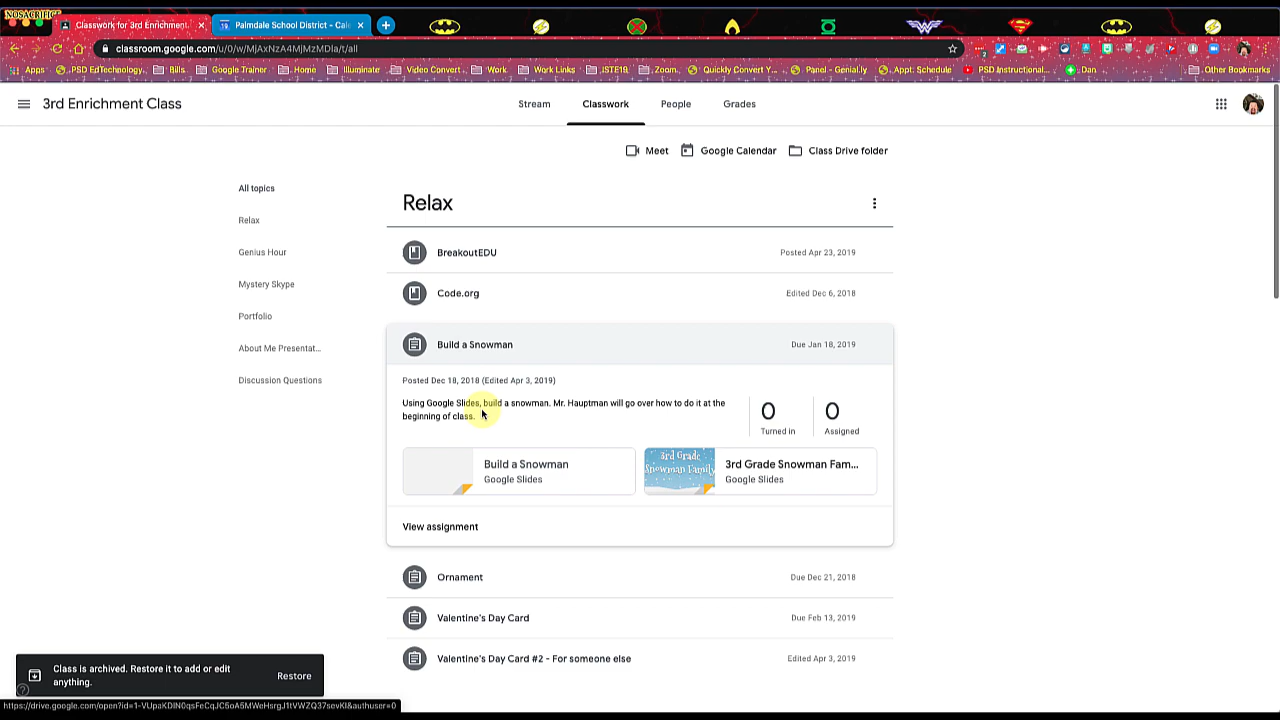 NOSACRIFICE
Classwork for 3rd Enrichment
Palmdale School District - Cale
classroom.google.com/u/0/w/MjAxNzA4MjMzMDla/t/all
Apps
PSD EdTechnology
Bills
Google Trainer
Home
Illuminate
Video Convert...
Work
Work Links
ISTE19
Zoom
Quickly Convert Y...
Panel - Genial.ly
Appt: Schedule
PSD Instructional...
Dan
Other Bookmarks
3rd Enrichment Class
Stream
Classwork
People
Grades
Meet
Google Calendar
Class Drive folder
All topics
Relax
Genius Hour
Mystery Skype
Portfolio
About Me Presentat...
Discussion Questions
Relax
BreakoutEDU
Posted Apr 23, 2019
Code.org
Edited Dec 6, 2018
Build a Snowman
Due Jan 18, 2019
Posted Dec 18, 2018 (Edited Apr 3, 2019)
Using Google Slides, build a snowman. Mr. Hauptman will go over how to do it at the
beginning of class.
0
Turned in
0
Assigned
Build a Snowman
Google Slides
3rd Grade
Snowman Family
3rd Grade Snowman Fam...
Google Slides
View assignment
Ornament
Due Dec 21, 2018
Valentine's Day Card
Due Feb 13, 2019
Valentine's Day Card #2 - For someone else
Edited Apr 3, 2019
Class is archived. Restore it to add or edit
anything.
Restore